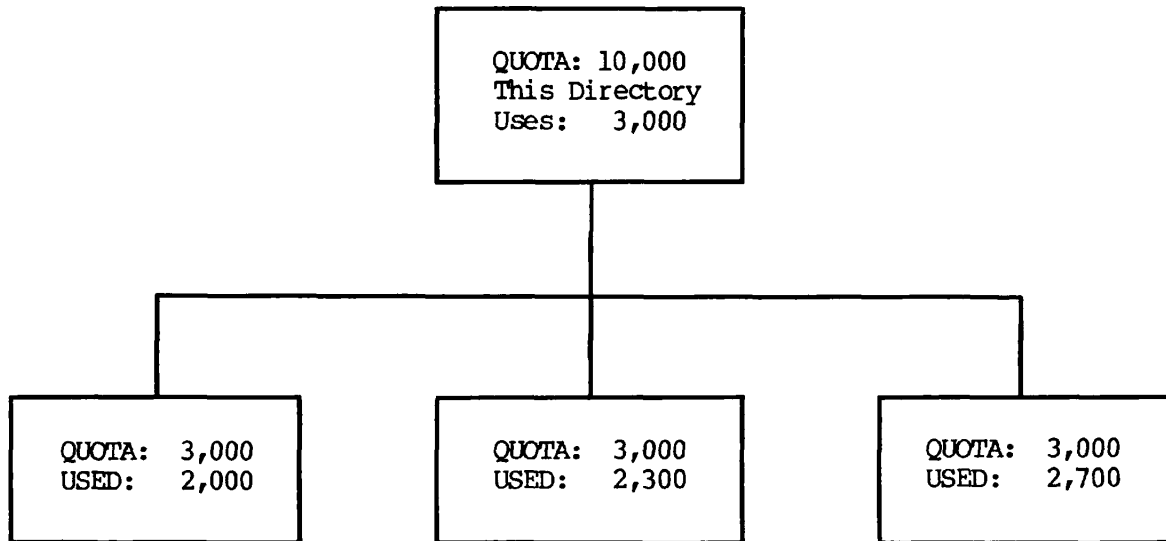 QUOTA: 10,000
This Directory
Uses: 3,000
QUOTA: 3,000
USED: 2,000
QUOTA: 3,000
USED: 2,300
QUOTA: 3,000
USED: 2,700